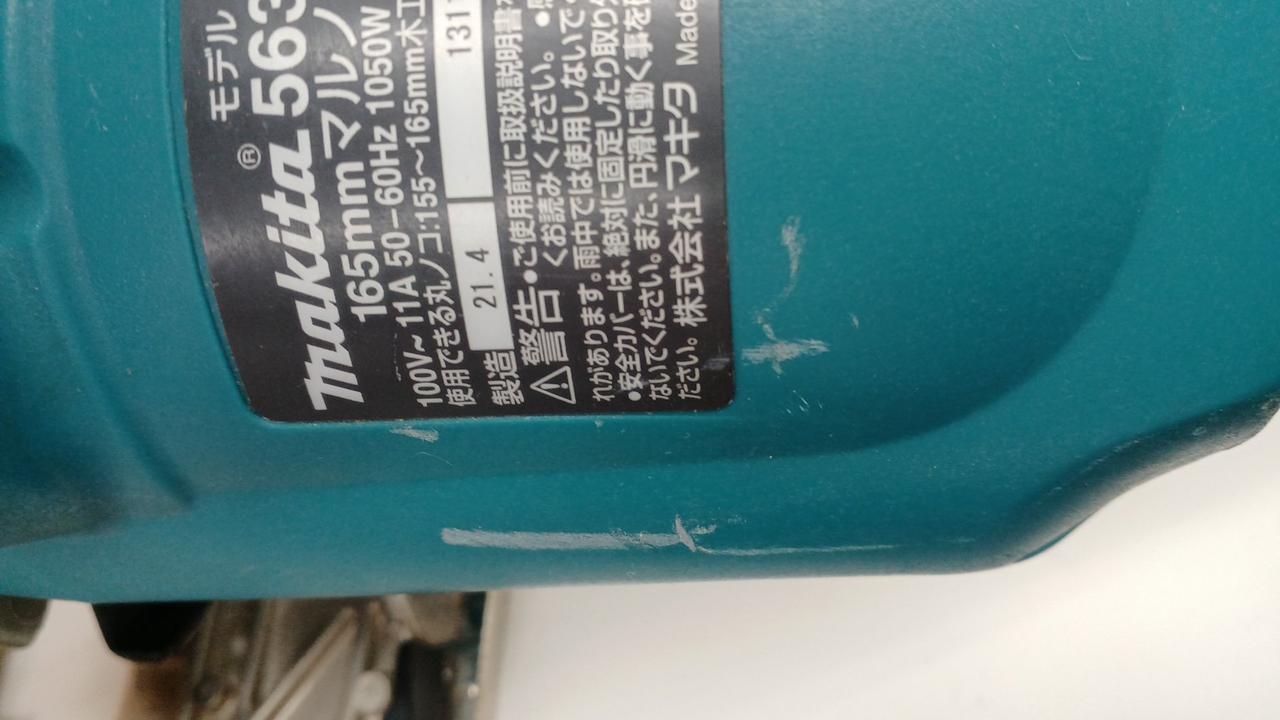 モデル
makita® 563
165mmマルノ
100V~ 11A 50-60Hz 1050W
使用できる丸ノコ:155~165mm木工
製造 21.4 1311
警告
•ご使用前に取扱説明書
くお読みください。
れがあります。雨中では使用しないで
•安全カバーは、絶対に固定したり取り
ないでください。また、円滑に動く事を
ださい。株式会社マキタ Made